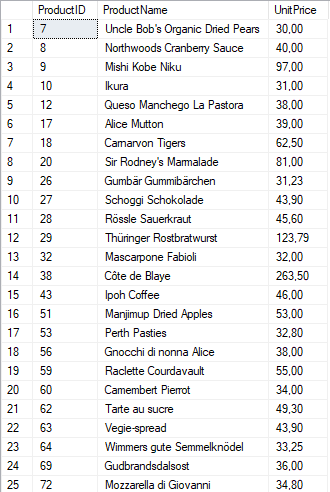 ProductID ProductName UnitPrice
1 7 Uncle Bob's Organic Dried Pears 30,00
2 8 Northwoods Cranberry Sauce 40,00
3 9 Mishi Kobe Niku 97,00
4 10 Ikura 31,00
5 12 Queso Manchego La Pastora 38,00
6 17 Alice Mutton 39,00
7 18 Carnarvon Tigers 62,50
8 20 Sir Rodney's Marmalade 81,00
9 26 Gumbär Gummibärchen 31,23
10 27 Schoggi Schokolade 43,90
11 28 Rössle Sauerkraut 45,60
12 29 Thüringer Rostbratwurst 123,79
13 32 Mascarpone Fabioli 32,00
14 38 Côte de Blaye 263,50
15 43 Ipoh Coffee 46,00
16 51 Manjimup Dried Apples 53,00
17 53 Perth Pasties 32,80
18 56 Gnocchi di nonna Alice 38,00
19 59 Raclette Courdavault 55,00
20 60 Camembert Pierrot 34,00
21 62 Tarte au sucre 49,30
22 63 Vegie-spread 43,90
23 64 Wimmers gute Semmelknödel 33,25
24 69 Gudbrandsdalsost 36,00
25 72 Mozzarella di Giovanni 34,80